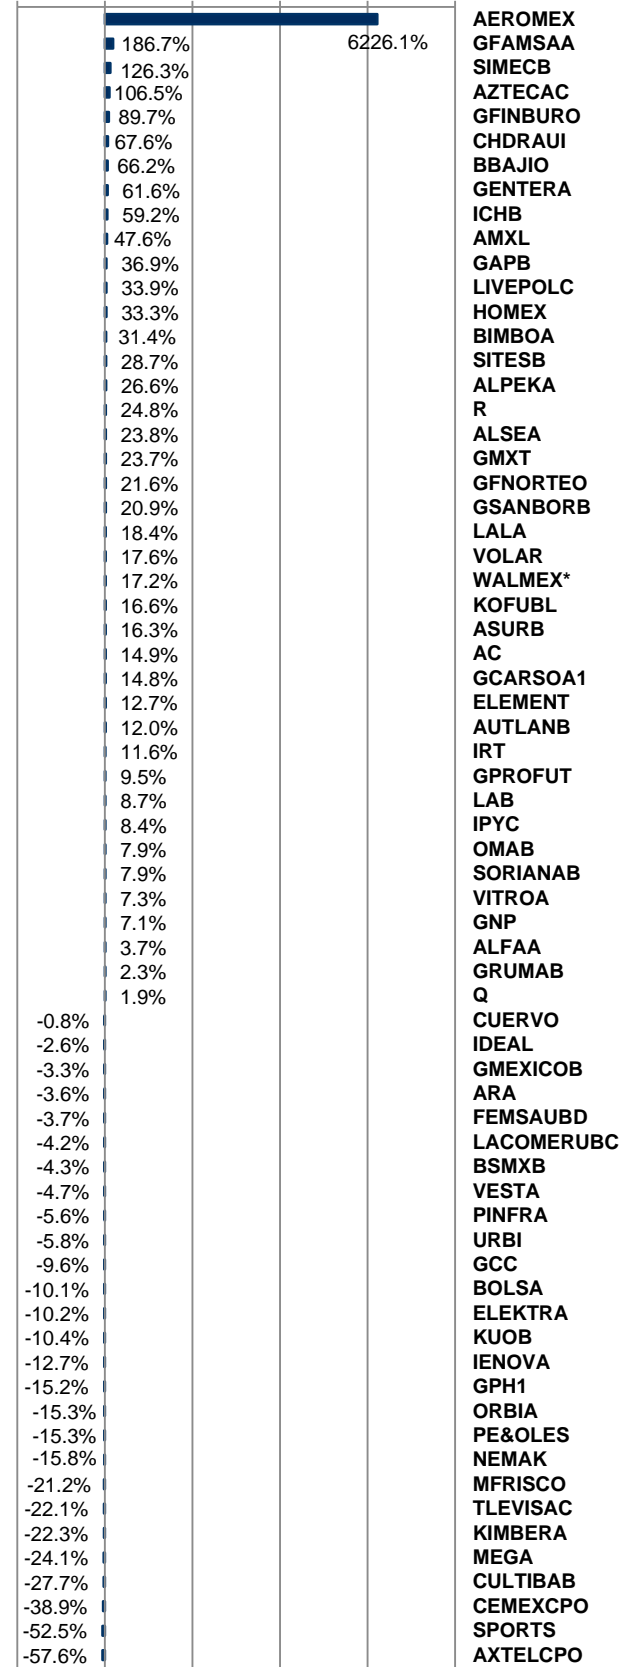 AEROMEX
6226.1%
186.7% GFAMSAA
126.3% SIMECB
106.5% AZTECAC
89.7% GFINBURO
67.6% CHDRAUI
66.2% BBAJIO
61.6% GENTERA
59.2% ICHB
47.6% AMXL
36.9% GAPB
33.9% LIVEPOLC
33.3% HOMEX
31.4% BIMBOA
28.7% SITESB
26.6% ALPEKA
24.8% R
23.8% ALSEA
23.7% GMXT
21.6% GFNORTEO
20.9% GSANBORB
18.4% LALA
17.6% VOLAR
17.2% WALMEX*
16.6% KOFUBL
16.3% ASURB
14.9% AC
14.8% GCARSOA1
12.7% ELEMENT
12.0% AUTLANB
11.6% IRT
9.5% GPROFUT
8.7% LAB
8.4% IPYC
7.9% OMAB
7.9% SORIANAB
7.3% VITROA
7.1% GNP
3.7% ALFAA
2.3% GRUMAB
1.9% Q
-0.8% CUERVO
-2.6% IDEAL
-3.3% GMEXICOB
-3.6% ARA
-3.7% FEMSAUBD
-4.2% LACOMERUBC
-4.3% BSMXB
-4.7% VESTA
-5.6% PINFRA
-5.8% URBI
-9.6% GCC
-10.1% BOLSA
-10.2% ELEKTRA
-10.4% KUOB
-12.7% IENOVA
-15.2% GPH1
-15.3% ORBIA
-15.3% PE&OLES
-15.8% NEMAK
-21.2% MFRISCO
-22.1% TLEVISAC
-22.3% KIMBERA
-24.1% MEGA
-27.7% CULTIBAB
-38.9% CEMEXCPO
-52.5% SPORTS
-57.6% AXTELCPO